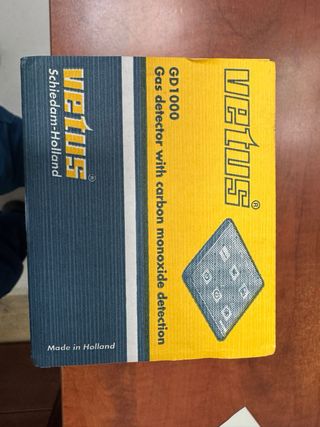 vetus®
GD1000
Gas detector with carbon monoxide detection
vetus®
Schiedam-Holland
Made in Holland